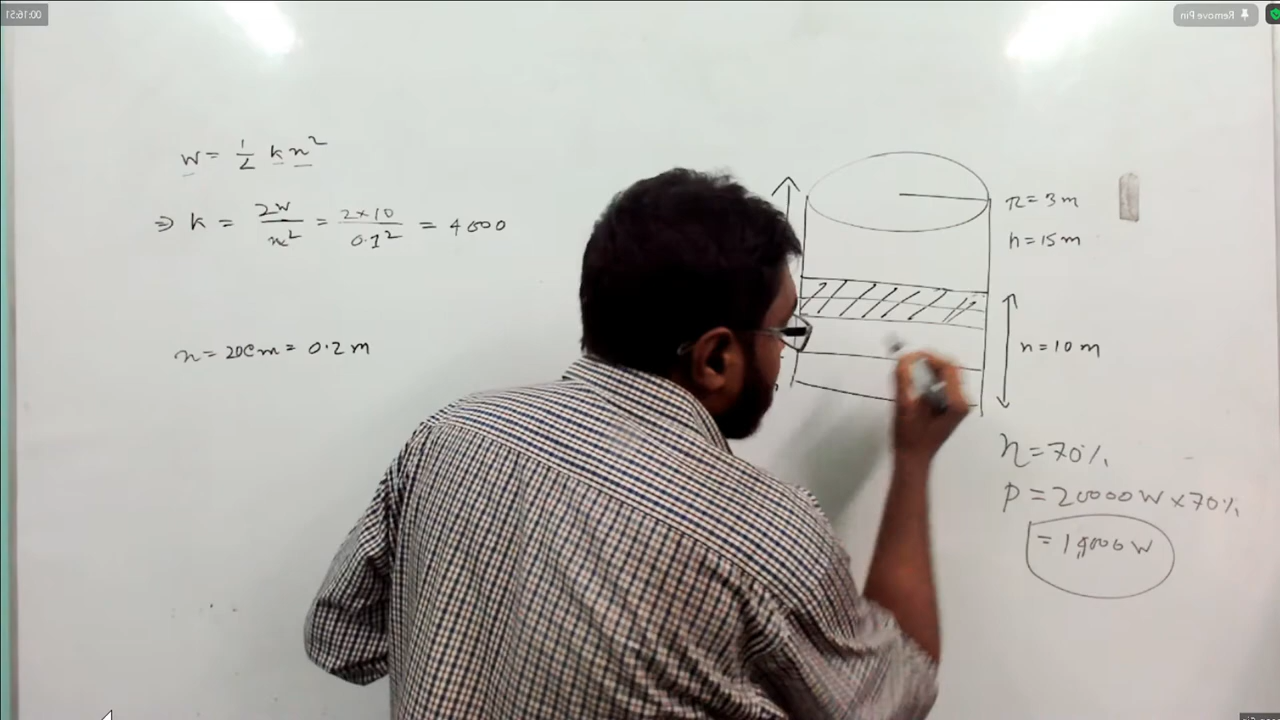 00:16:51
Remove Pin
W = 1/2 kx²
⇒ k = 2W/x² = 2×10/0.1² = 4000
x = 20cm = 0.2 m
r = 3 m
h = 15 m
h = 10 m
η = 70%
P = 20000 W × 70%
= 14000 W